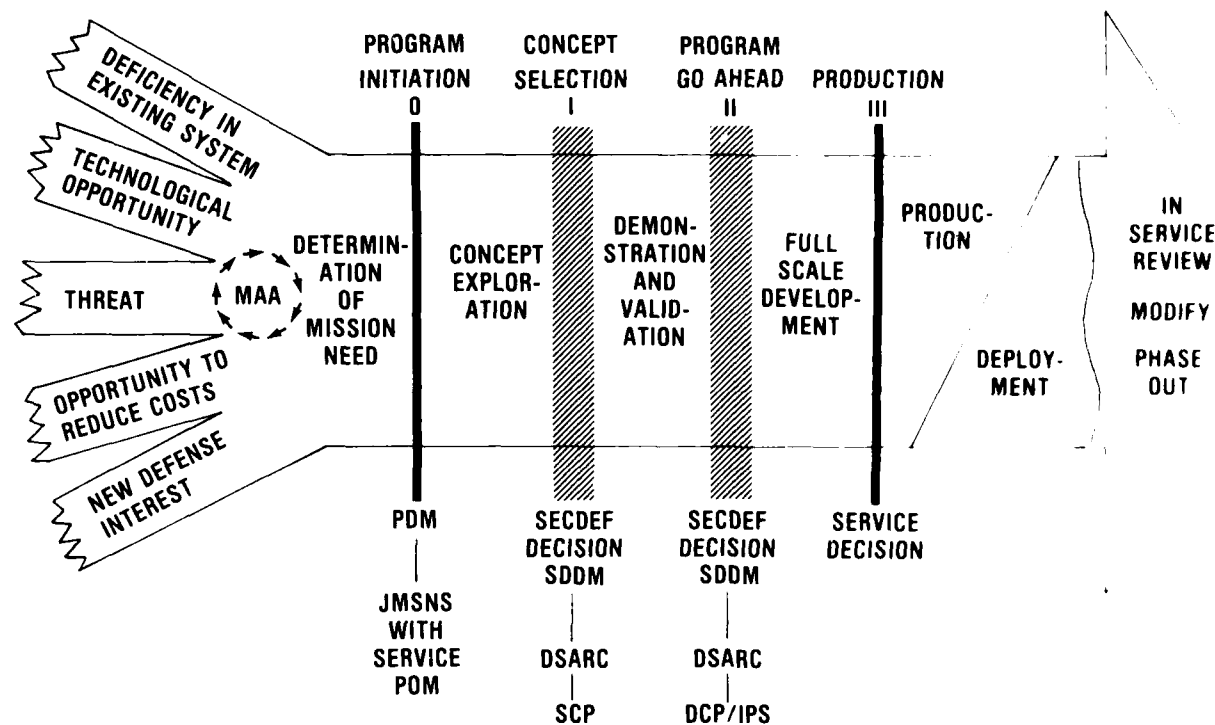 DEFICIENCY IN
EXISTING SYSTEM
TECHNOLOGICAL
OPPORTUNITY
THREAT
OPPORTUNITY TO
REDUCE COSTS
NEW DEFENSE
INTEREST
MAA
DETERMIN-
ATION
OF
MISSION
NEED
PROGRAM
INITIATION
0
PDM
JMSNS
WITH
SERVICE
POM
CONCEPT
EXPLOR-
ATION
CONCEPT
SELECTION
I
SECDEF
DECISION
SDDM
DSARC
SCP
DEMON-
STRATION
AND
VALID-
ATION
PROGRAM
GO AHEAD
II
SECDEF
DECISION
SDDM
DSARC
DCP/IPS
FULL
SCALE
DEVELOP-
MENT
PRODUCTION
III
SERVICE
DECISION
PRODUC-
TION
DEPLOY-
MENT
IN
SERVICE
REVIEW
MODIFY
PHASE
OUT